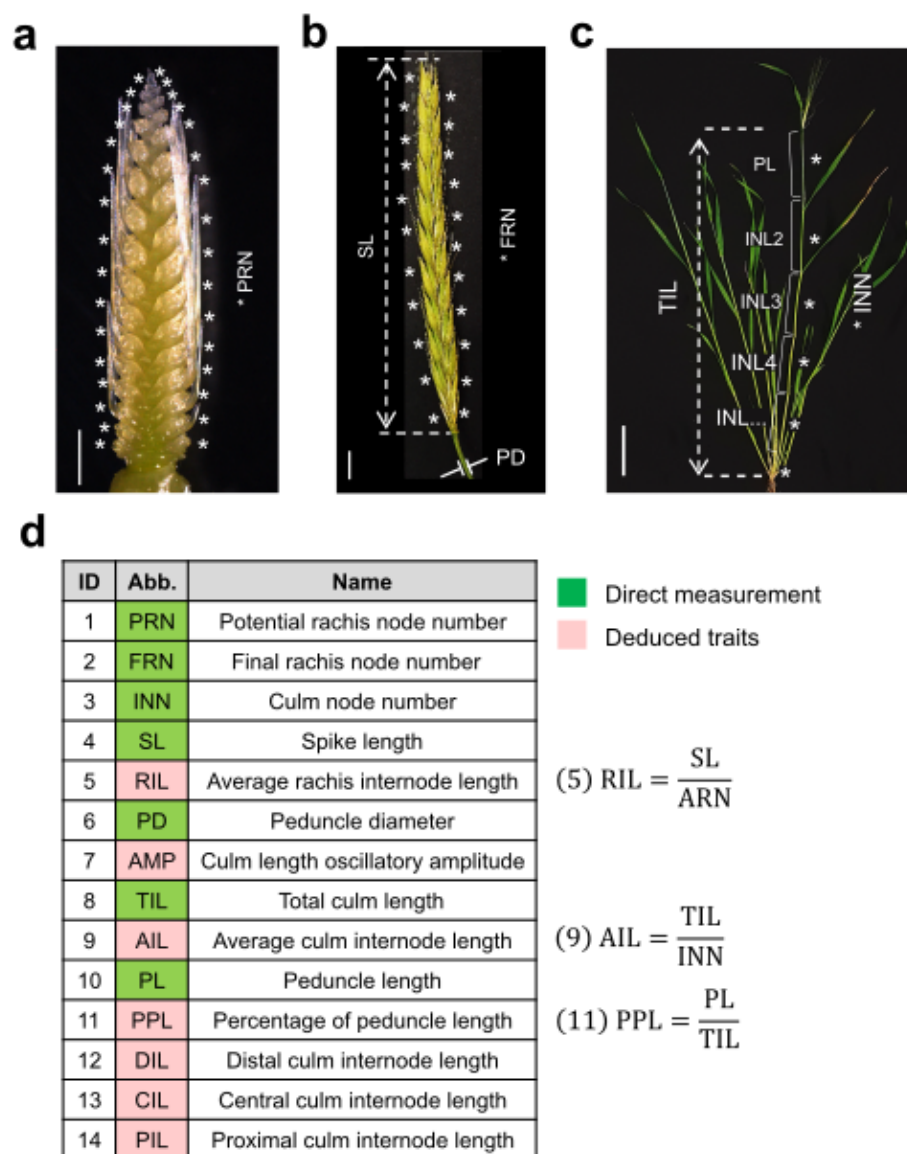 a
* PRN
b
SL
* FRN
PD
c
TIL
PL
INL2
INL3
INL4
INL...
* INN
d
ID Abb. Name
1 PRN Potential rachis node number
2 FRN Final rachis node number
3 INN Culm node number
4 SL Spike length
5 RIL Average rachis internode length
6 PD Peduncle diameter
7 AMP Culm length oscillatory amplitude
8 TIL Total culm length
9 AIL Average culm internode length
10 PL Peduncle length
11 PPL Percentage of peduncle length
12 DIL Distal culm internode length
13 CIL Central culm internode length
14 PIL Proximal culm internode length
Direct measurement
Deduced traits
(5) RIL = SL / ARN
(9) AIL = TIL / INN
(11) PPL = PL / TIL